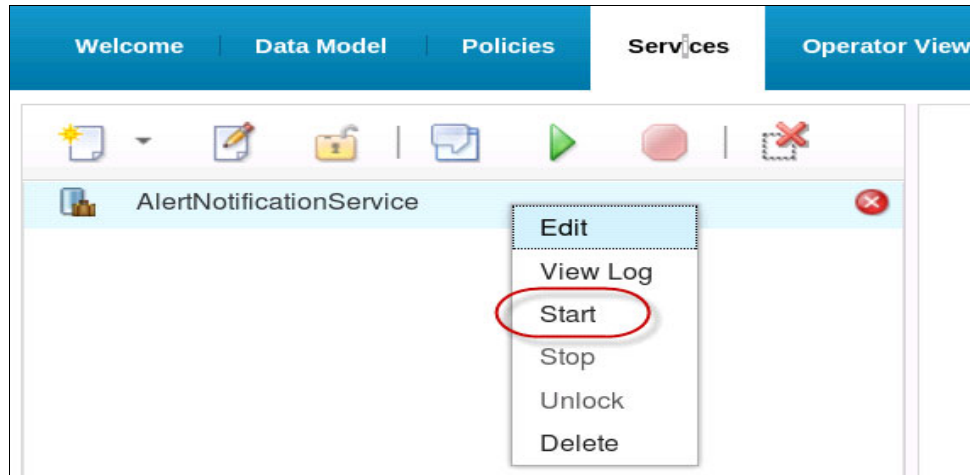 Welcome Data Model Policies Services Operator View
AlertNotificationService
Edit
View Log
Start
Stop
Unlock
Delete